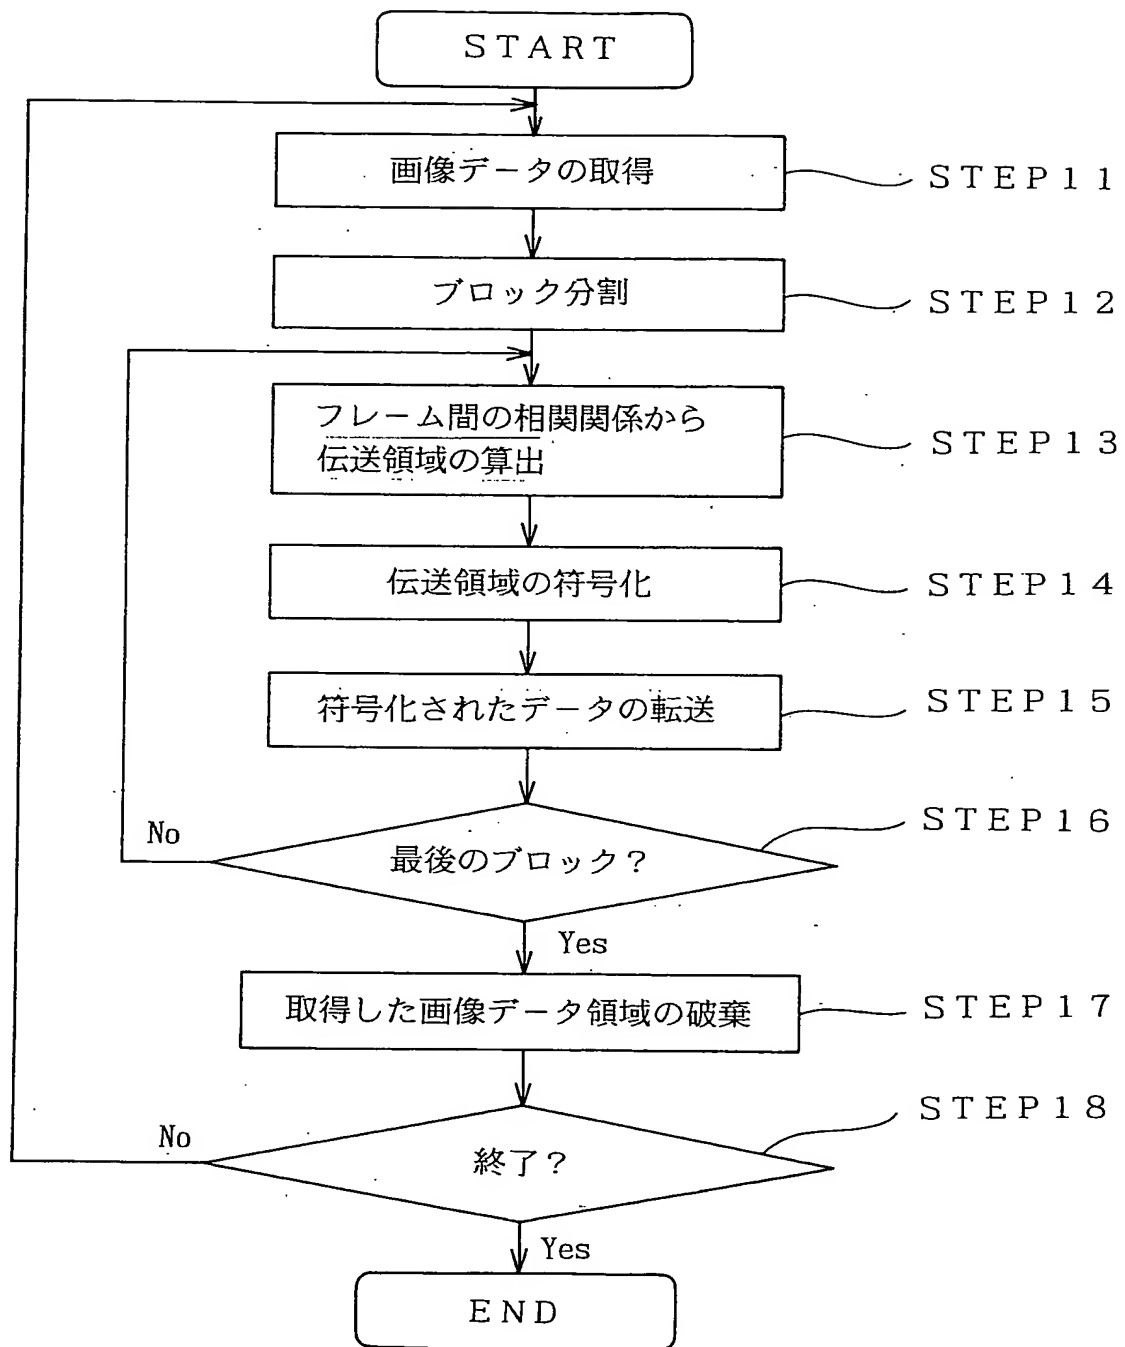 START
画像データの取得
STEP11
ブロック分割
STEP12
フレーム間の相関関係から
伝送領域の算出
STEP13
伝送領域の符号化
STEP14
符号化されたデータの転送
STEP15
最後のブロック?
STEP16
No
Yes
取得した画像データ領域の破棄
STEP17
終了?
STEP18
No
Yes
END